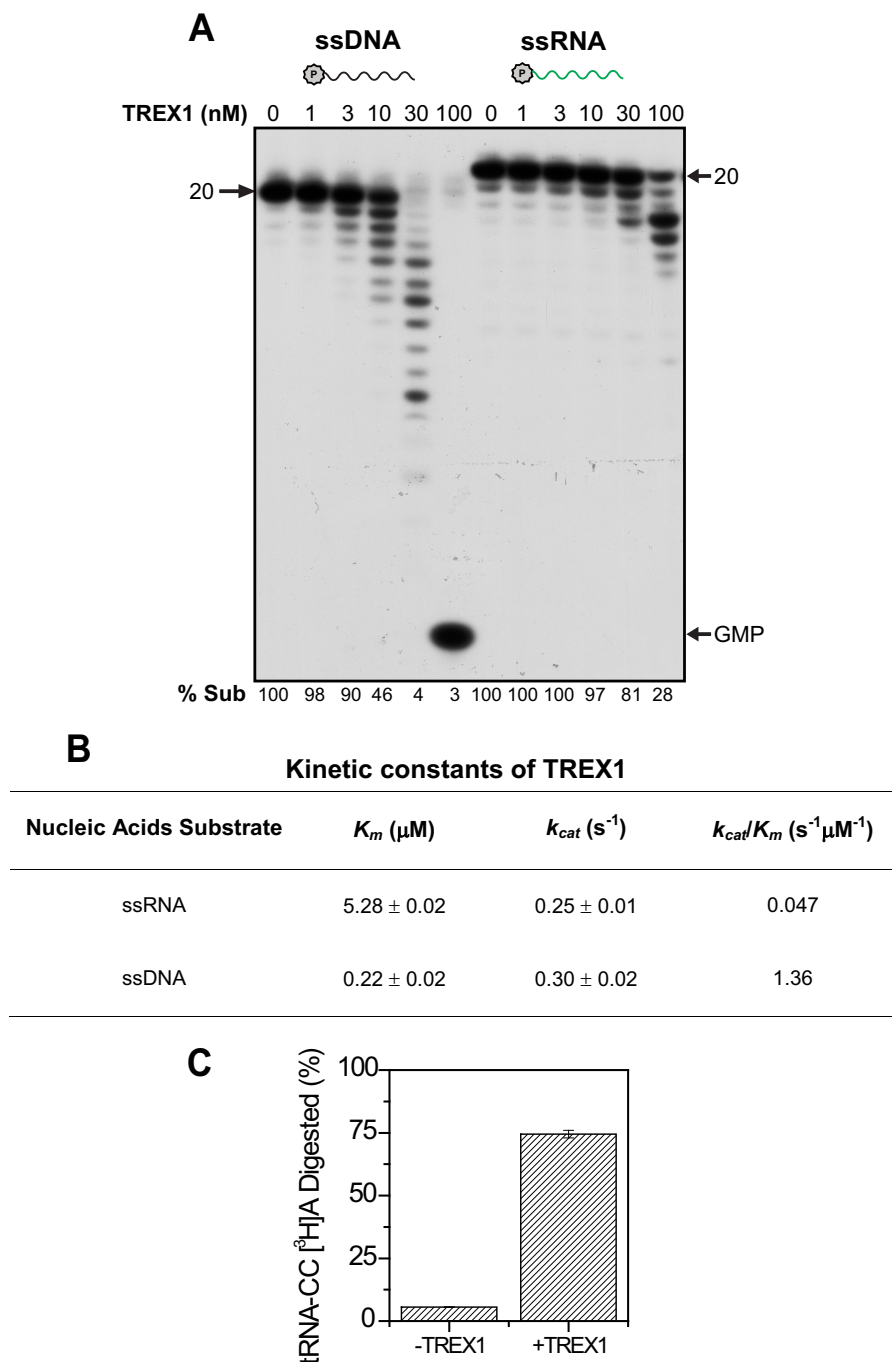 A
ssDNA ssRNA
P P
TREX1 (nM) 0 1 3 10 30 100 0 1 3 10 30 100
20 20
GMP
% Sub 100 98 90 46 4 3 100 100 100 97 81 28
B
Kinetic constants of TREX1
Nucleic Acids Substrate Km (μM) kcat (s-1) kcat/Km (s-1μM-1)
ssRNA 5.28 ± 0.02 0.25 ± 0.01 0.047
ssDNA 0.22 ± 0.02 0.30 ± 0.02 1.36
C
tRNA-CC [3H]A Digested (%)
100
75
50
25
0
-TREX1 +TREX1